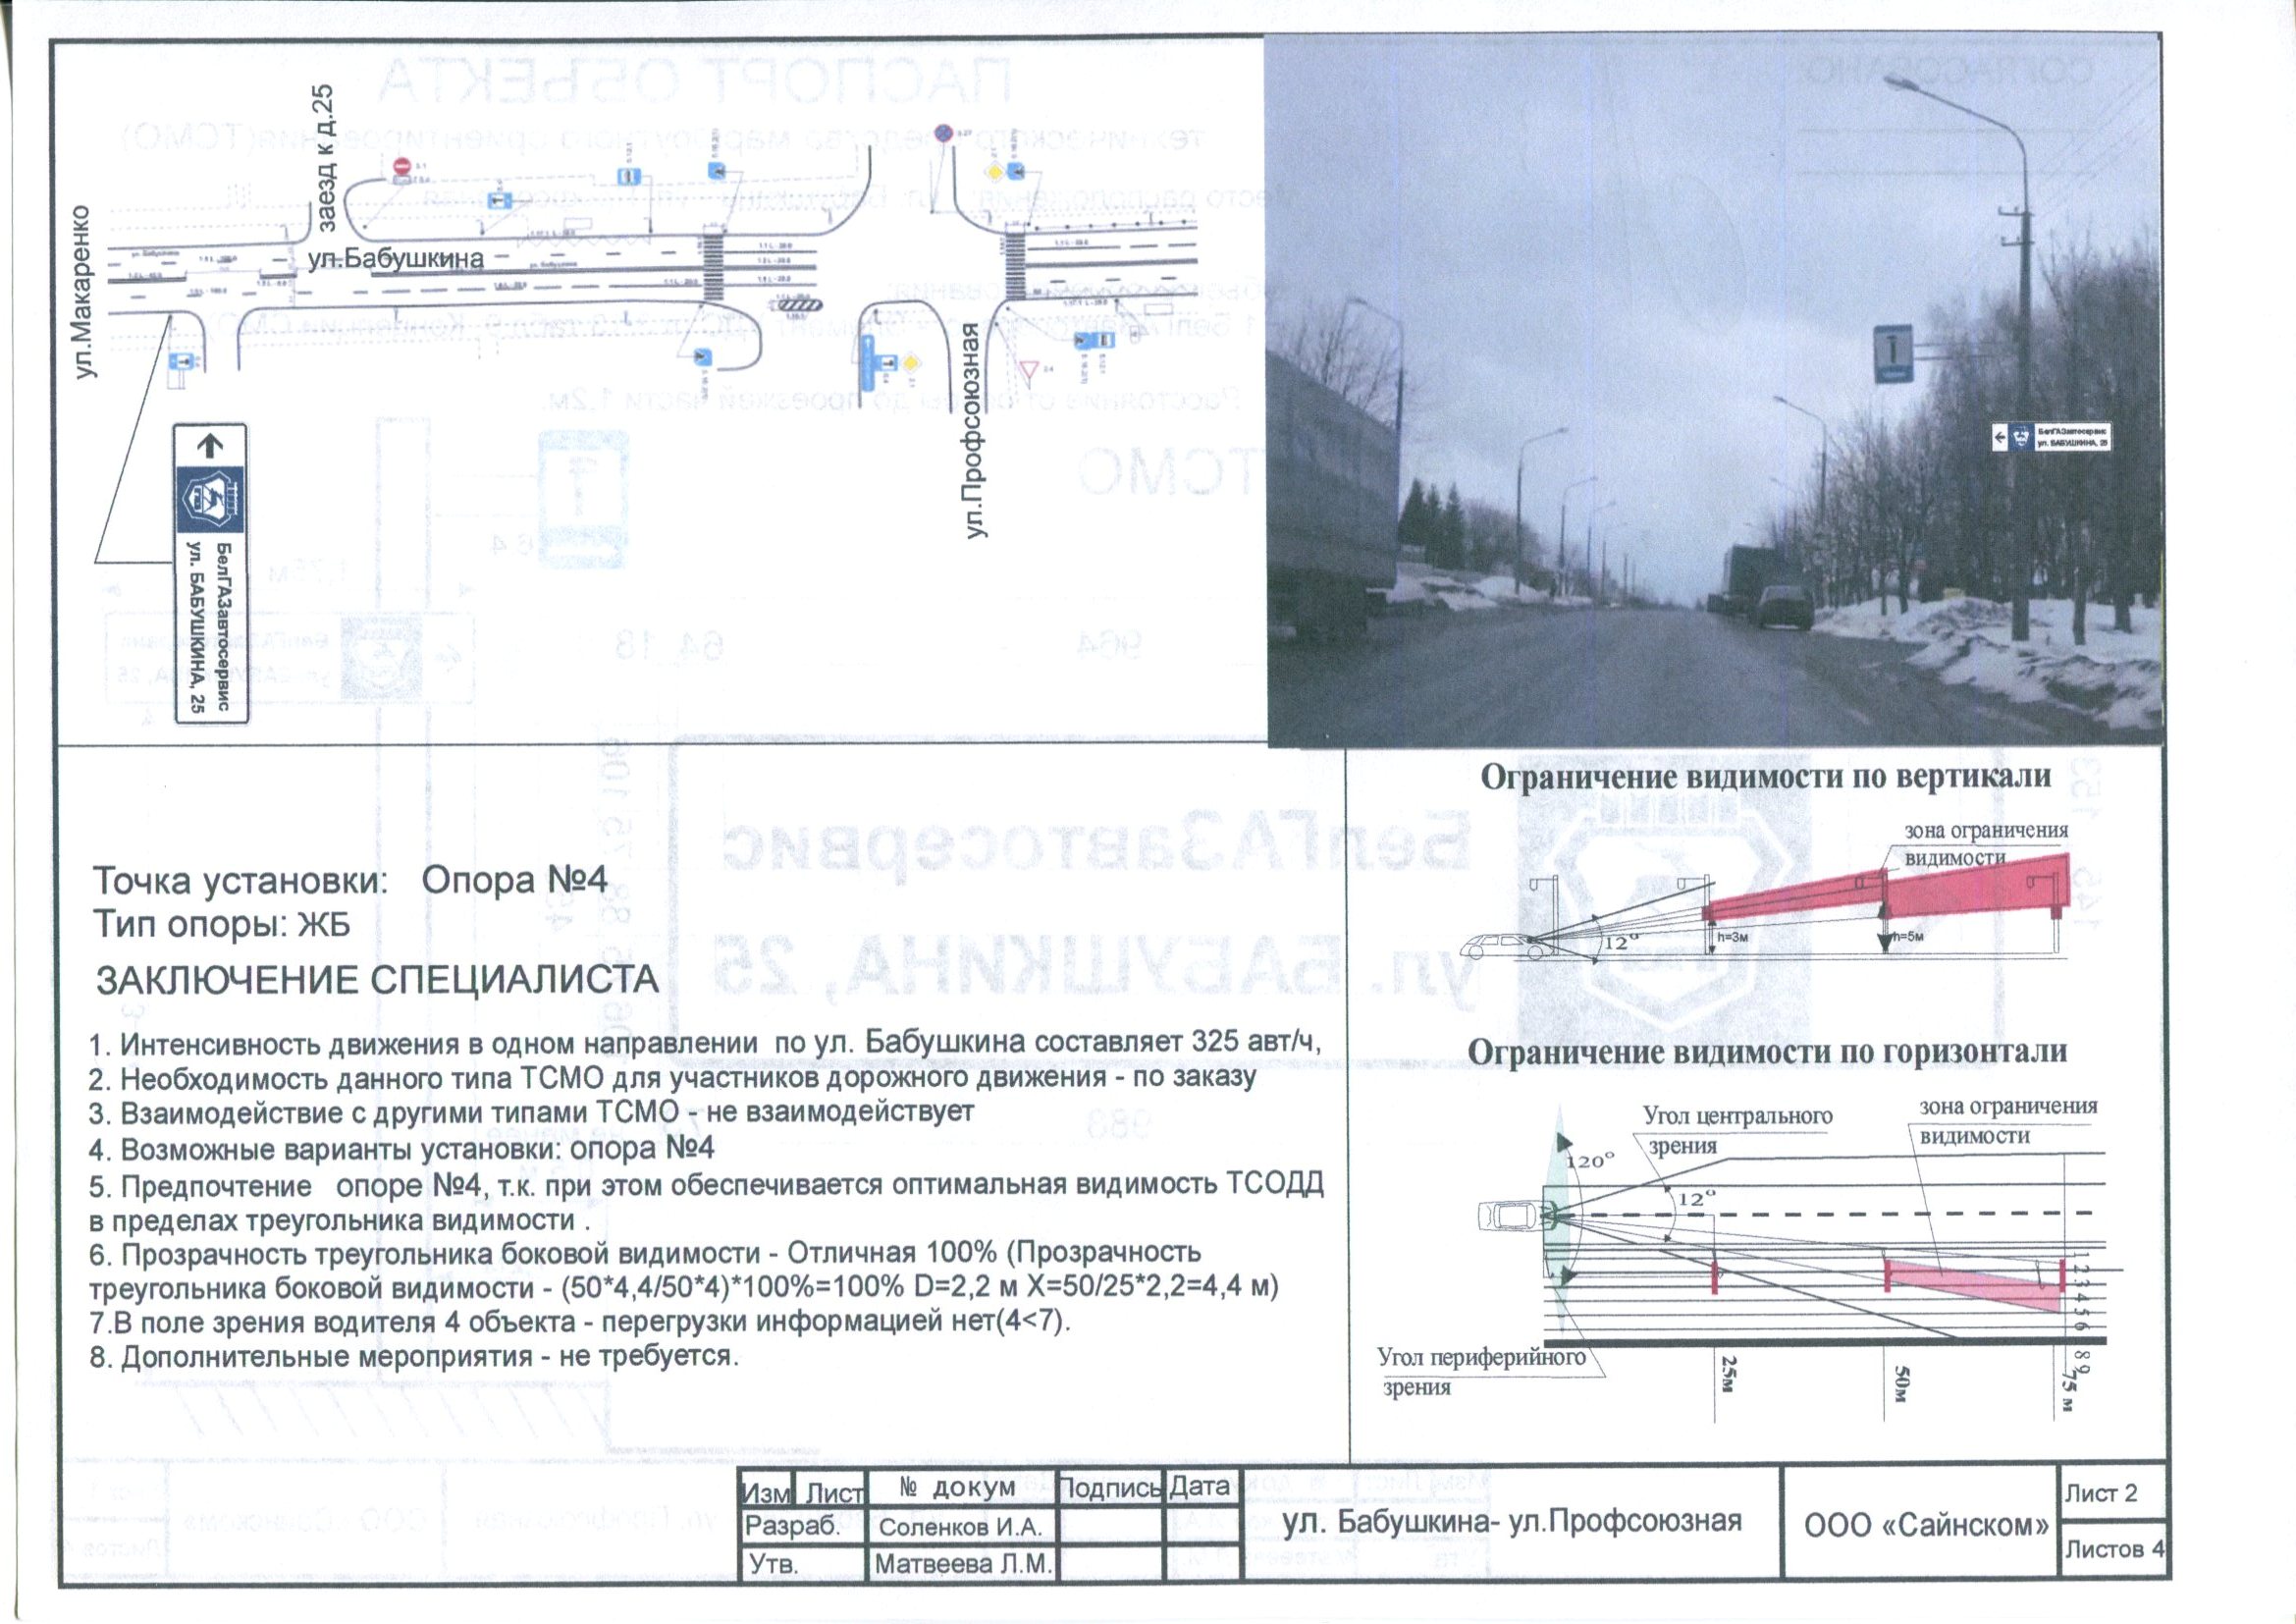 заезд к д.25
ул.Макаренко
ул.Бабушкина
ул.Профсоюзная
БелГАЗавтосервис
ул. БАБУШКИНА, 25
БелГАЗавтосервис
ул. БАБУШКИНА, 25
Точка установки: Опора №4
Тип опоры: ЖБ
ЗАКЛЮЧЕНИЕ СПЕЦИАЛИСТА
1. Интенсивность движения в одном направлении по ул. Бабушкина составляет 325 авт/ч,
2. Необходимость данного типа ТСМО для участников дорожного движения - по заказу
3. Взаимодействие с другими типами ТСМО - не взаимодействует
4. Возможные варианты установки: опора №4
5. Предпочтение опоре №4, т.к. при этом обеспечивается оптимальная видимость ТСОДД
в пределах треугольника видимости .
6. Прозрачность треугольника боковой видимости - Отличная 100% (Прозрачность
треугольника боковой видимости - (50*4,4/50*4)*100%=100% D=2,2 м X=50/25*2,2=4,4 м)
7.В поле зрения водителя 4 объекта - перегрузки информацией нет(4<7).
8. Дополнительные мероприятия - не требуется.
Ограничение видимости по вертикали
зона ограничения
видимости
12°
h=3м
h=5м
Ограничение видимости по горизонтали
Угол центрального
зрения
зона ограничения
видимости
120°
12°
Угол периферийного
зрения
25м
50м
75 м
1 2 3 4 5 6 8 9
Изм Лист № докум Подпись Дата
Разраб. Соленков И.А.
Утв. Матвеева Л.М.
ул. Бабушкина- ул.Профсоюзная
ООО «Сайнском»
Лист 2
Листов 4